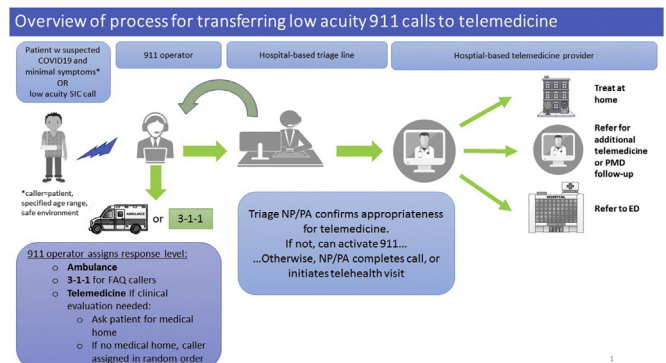 Overview of process for transferring low acuity 911 calls to telemedicine
Patient w suspected
COVID19 and
minimal symptoms*
OR
low acuity SIC call
911 operator
Hospital-based triage line
Hosptial-based telemedicine provider
*caller=patient,
specified age range,
safe environment
AMBULANCE
or
3-1-1
Treat at
home
Refer for
additional
telemedicine
or PMD
follow-up
HOSPITAL
Refer to ED
Triage NP/PA confirms appropriateness
for telemedicine.
If not, can activate 911...
...Otherwise, NP/PA completes call, or
initiates telehealth visit
911 operator assigns response level:
o Ambulance
o 3-1-1 for FAQ callers
o Telemedicine If clinical
evaluation needed:
o Ask patient for medical
home
o If no medical home, caller
assigned in random order
1